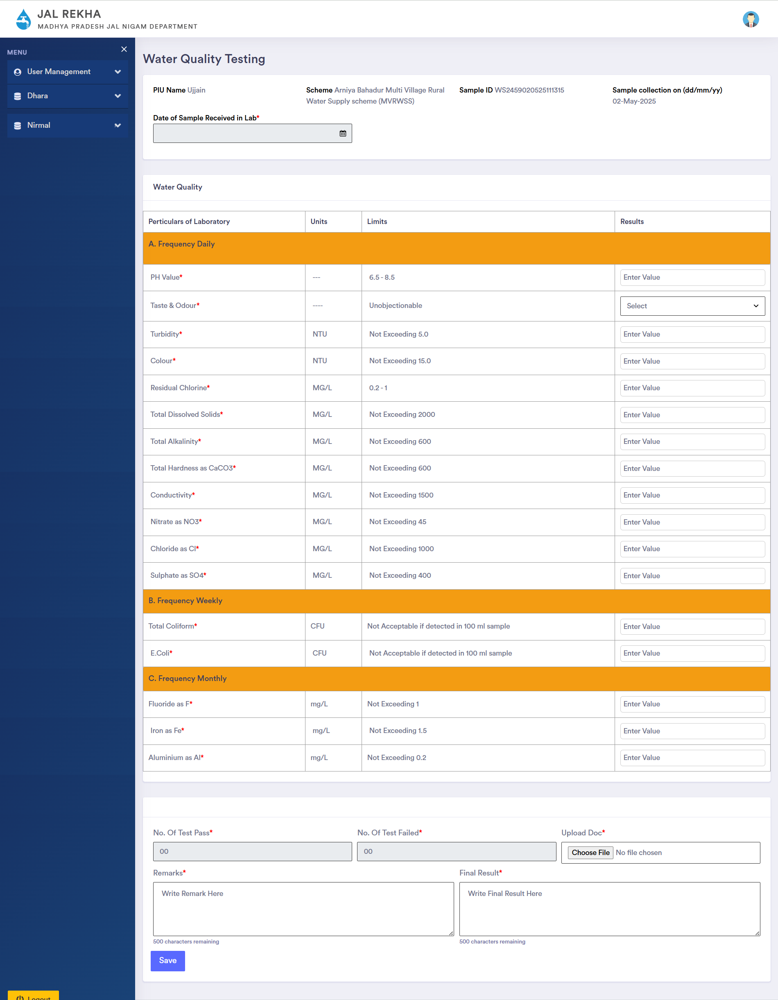 JAL REKHA
MADHYA PRADESH JAL NIGAM DEPARTMENT
MENU
User Management
Dhara
Nirmal
Logout
Water Quality Testing
PIU Name Ujjain
Scheme Arniya Bahadur Multi Village Rural
Water Supply scheme (MVRWSS)
Sample ID WS2459020525111315
Sample collection on (dd/mm/yy)
02-May-2025
Date of Sample Received in Lab*
Water Quality
Perticulars of Laboratory Units Limits Results
A. Frequency Daily
PH Value* --- 6.5 - 8.5 Enter Value
Taste & Odour* ---- Unobjectionable Select
Turbidity* NTU Not Exceeding 5.0 Enter Value
Colour* NTU Not Exceeding 15.0 Enter Value
Residual Chlorine* MG/L 0.2 - 1 Enter Value
Total Dissolved Solids* MG/L Not Exceeding 2000 Enter Value
Total Alkalinity* MG/L Not Exceeding 600 Enter Value
Total Hardness as CaCO3* MG/L Not Exceeding 600 Enter Value
Conductivity* MG/L Not Exceeding 1500 Enter Value
Nitrate as NO3* MG/L Not Exceeding 45 Enter Value
Chloride as Cl* MG/L Not Exceeding 1000 Enter Value
Sulphate as SO4* MG/L Not Exceeding 400 Enter Value
B. Frequency Weekly
Total Coliform* CFU Not Acceptable if detected in 100 ml sample Enter Value
E.Coli* CFU Not Acceptable if detected in 100 ml sample Enter Value
C. Frequency Monthly
Fluoride as F* mg/L Not Exceeding 1 Enter Value
Iron as Fe* mg/L Not Exceeding 1.5 Enter Value
Aluminium as Al* mg/L Not Exceeding 0.2 Enter Value
No. Of Test Pass* No. Of Test Failed* Upload Doc*
00 00 Choose File No file chosen
Remarks* Final Result*
Write Remark Here Write Final Result Here
500 characters remaining 500 characters remaining
Save